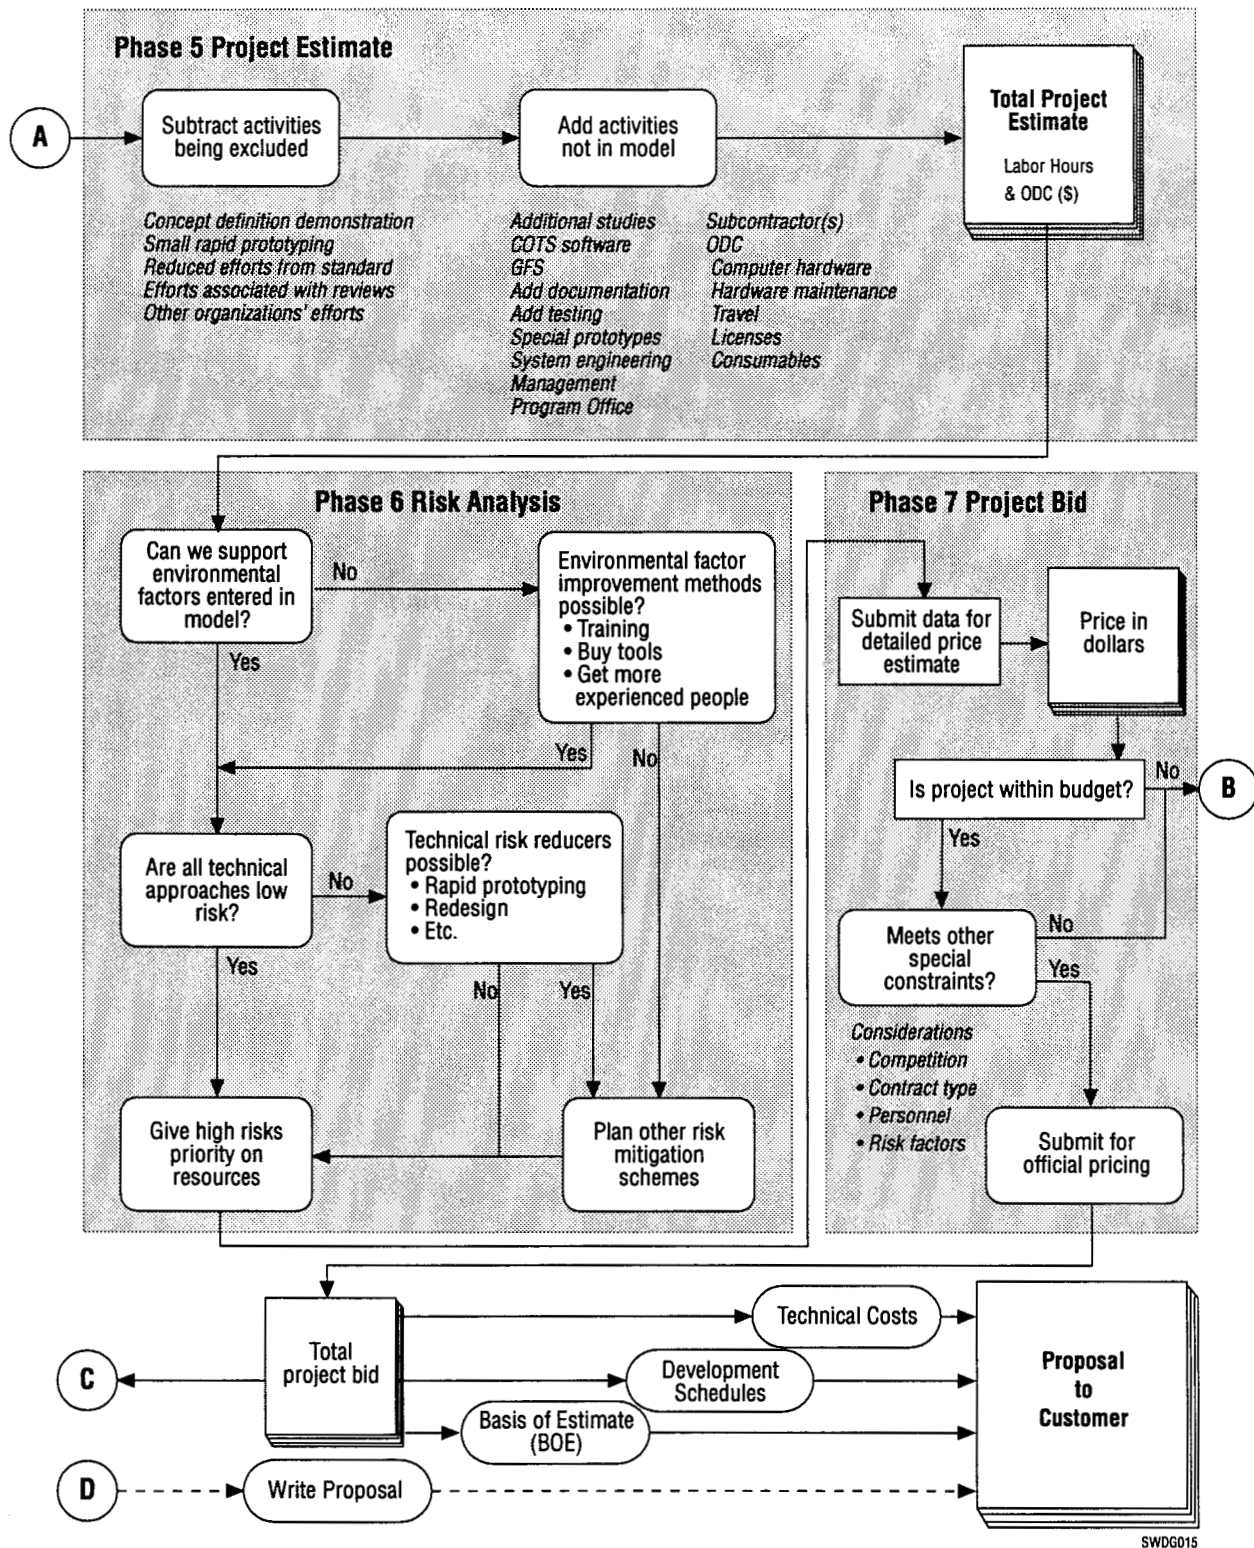 Phase 5 Project Estimate
A
Subtract activities
being excluded
Add activities
not in model
Total Project
Estimate
Labor Hours
& ODC ($)
Concept definition demonstration
Small rapid prototyping
Reduced efforts from standard
Efforts associated with reviews
Other organizations' efforts
Additional studies
COTS software
GFS
Add documentation
Add testing
Special prototypes
System engineering
Management
Program Office
Subcontractor(s)
ODC
Computer hardware
Hardware maintenance
Travel
Licenses
Consumables
Phase 6 Risk Analysis
Can we support
environmental
factors entered in
model?
No
Yes
Environmental factor
improvement methods
possible?
• Training
• Buy tools
• Get more
experienced people
Yes
No
Are all technical
approaches low
risk?
No
Yes
Technical risk reducers
possible?
• Rapid prototyping
• Redesign
• Etc.
No
Yes
Give high risks
priority on
resources
Plan other risk
mitigation
schemes
Phase 7 Project Bid
Submit data for
detailed price
estimate
Price in
dollars
Is project within budget?
No
B
Yes
Meets other
special
constraints?
No
Yes
Considerations
• Competition
• Contract type
• Personnel
• Risk factors
Submit for
official pricing
Total
project bid
Technical Costs
C
Development
Schedules
Basis of Estimate
(BOE)
Proposal
to
Customer
D
Write Proposal
SWDG015